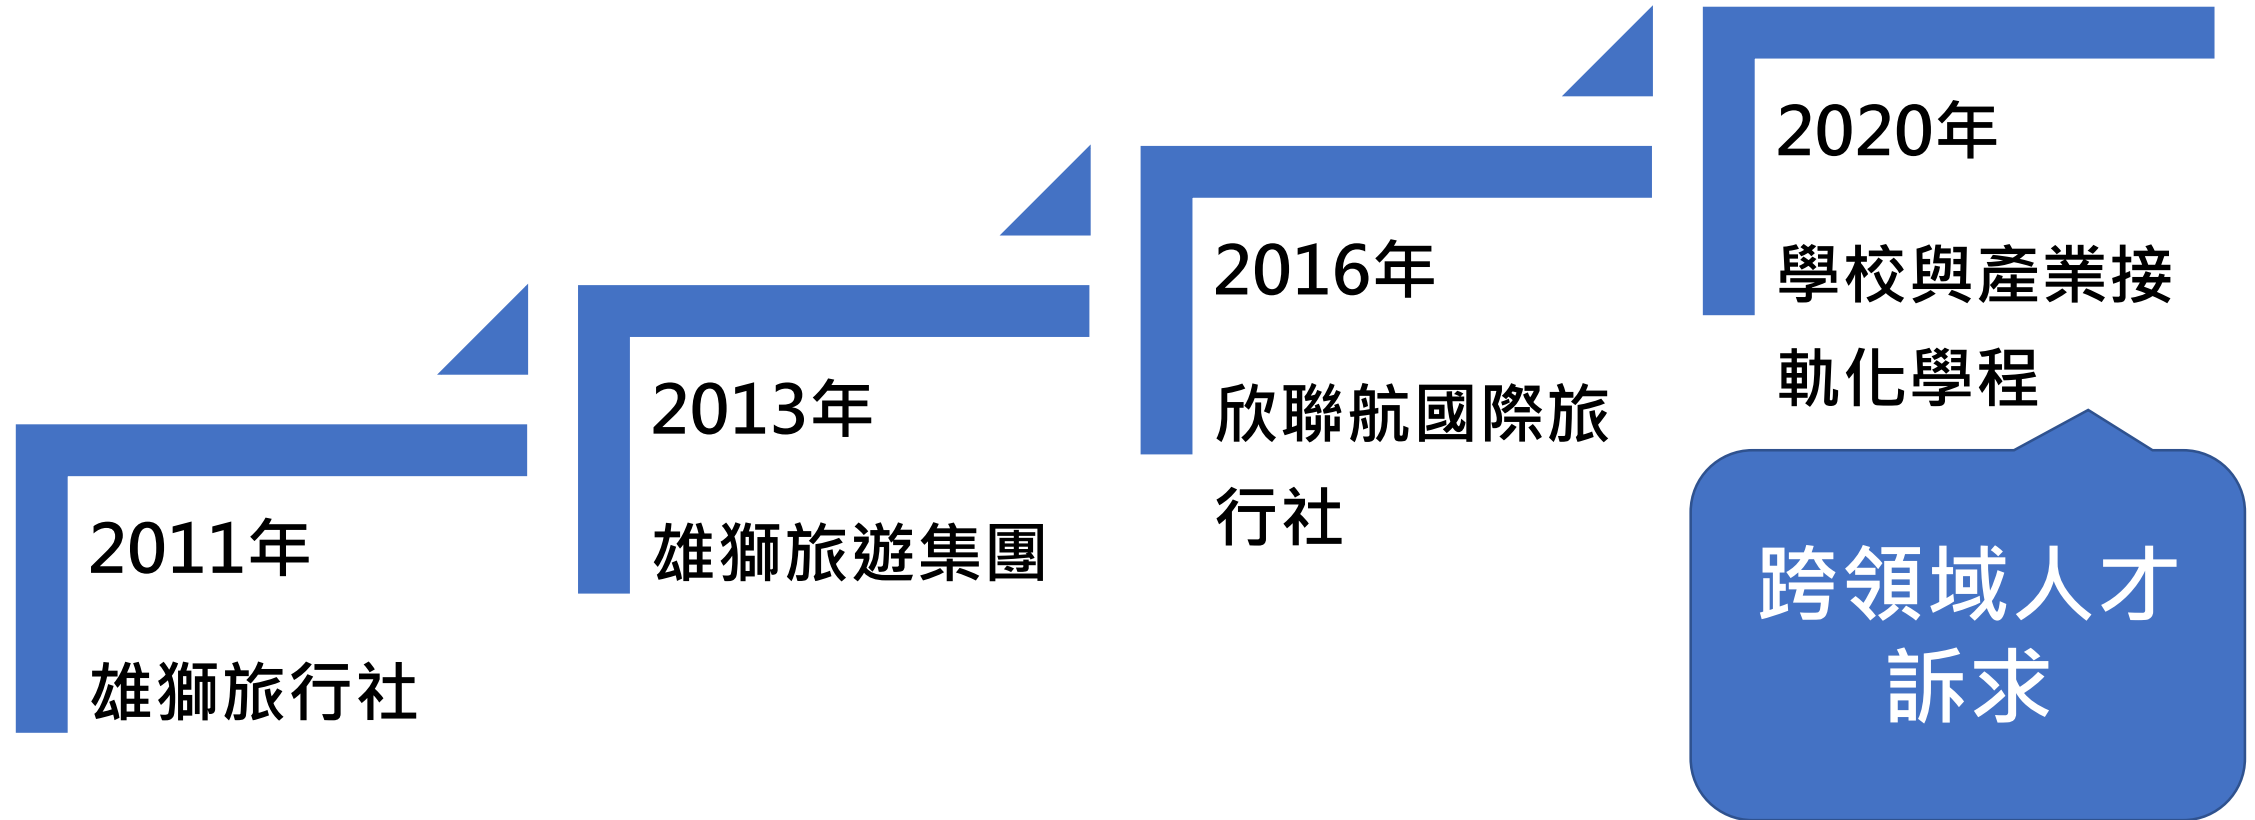 2011年
雄獅旅行社
2013年
雄獅旅遊集團
2016年
欣聯航國際旅
行社
2020年
學校與產業接
軌化學程
跨領域人才
訴求